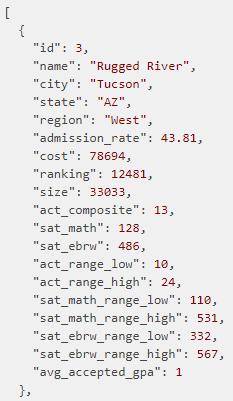 [
{
"id": 3,
"name": "Rugged River",
"city": "Tucson",
"state": "AZ",
"region": "West",
"admission_rate": 43.81,
"cost": 78694,
"ranking": 12481,
"size": 33033,
"act_composite": 13,
"sat_math": 128,
"sat_ebrw": 486,
"act_range_low": 10,
"act_range_high": 24,
"sat_math_range_low": 110,
"sat_math_range_high": 531,
"sat_ebrw_range_low": 332,
"sat_ebrw_range_high": 567,
"avg_accepted_gpa": 1
},